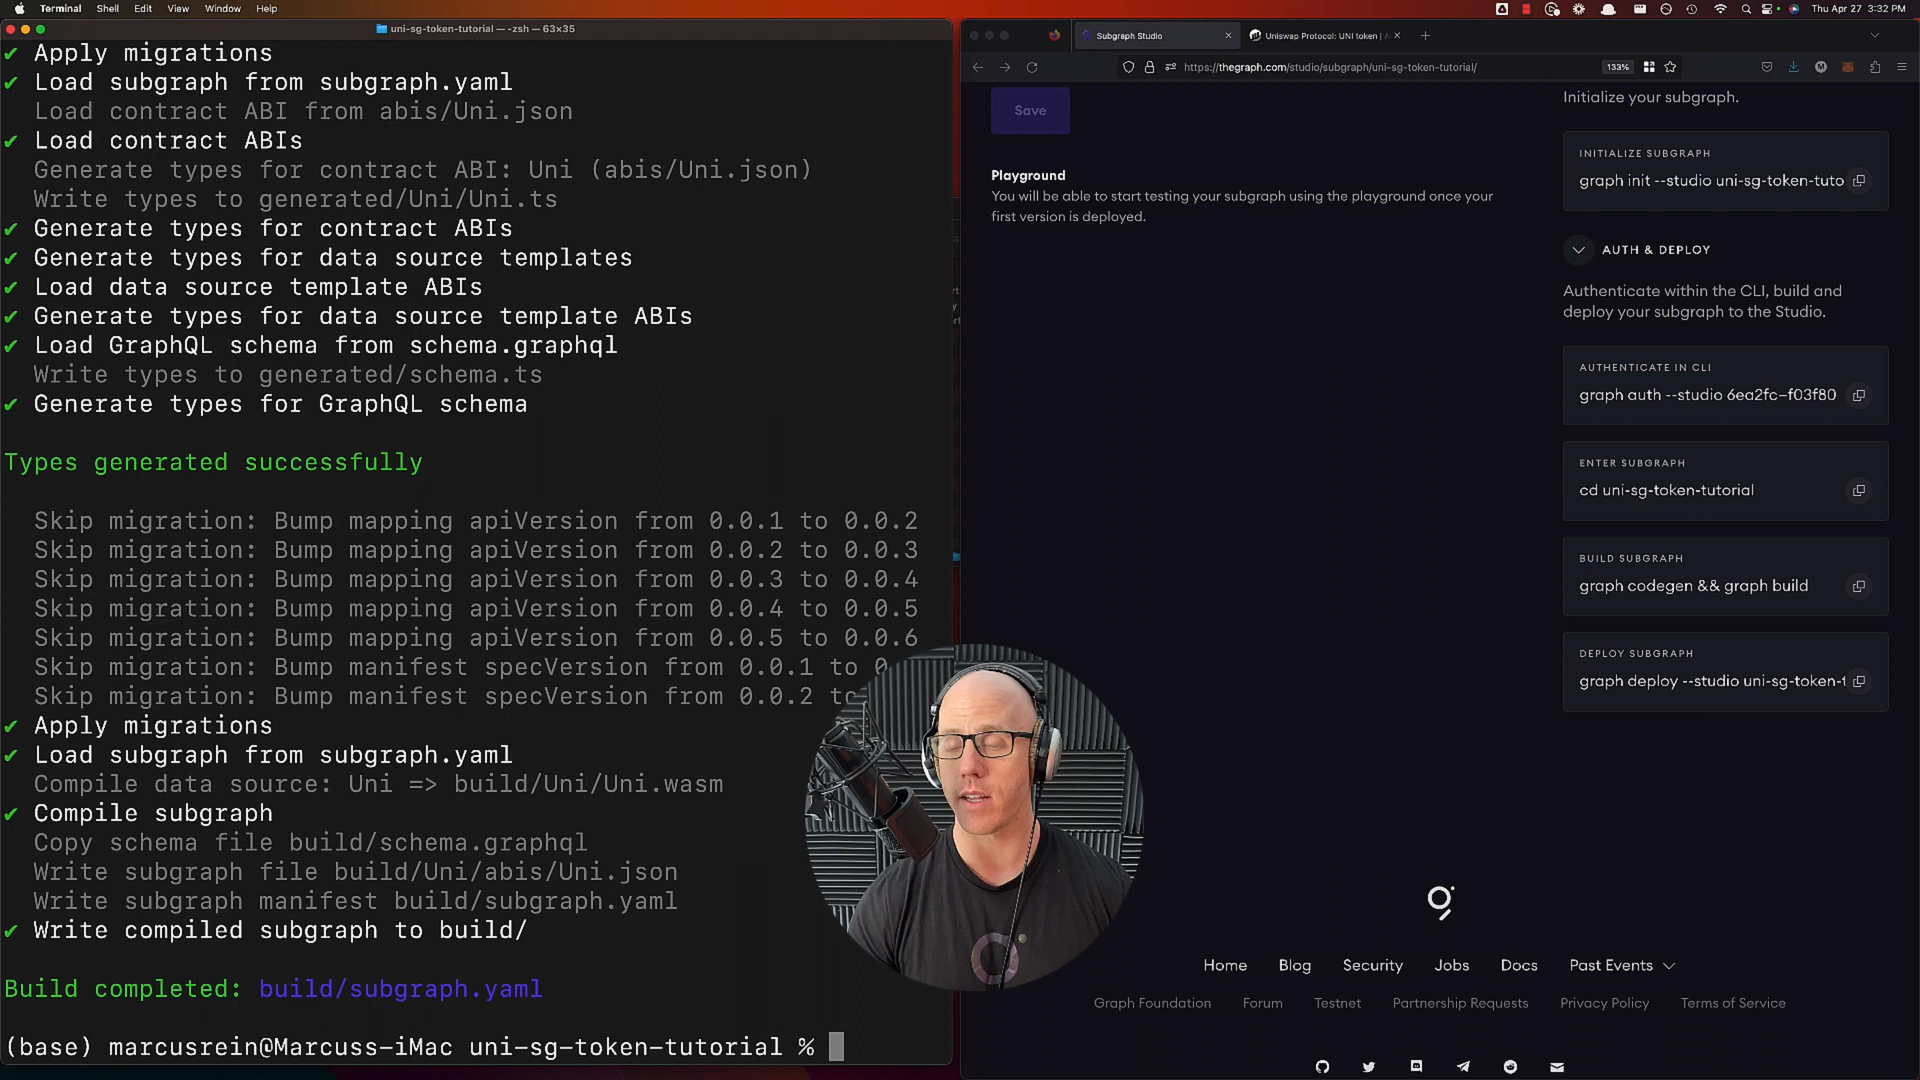 Terminal Shell Edit View Window Help
Thu Apr 27 3:32 PM
uni-sg-token-tutorial — -zsh — 63×35
✔ Apply migrations
✔ Load subgraph from subgraph.yaml
Load contract ABI from abis/Uni.json
✔ Load contract ABIs
Generate types for contract ABI: Uni (abis/Uni.json)
Write types to generated/Uni/Uni.ts
✔ Generate types for contract ABIs
✔ Generate types for data source templates
✔ Load data source template ABIs
✔ Generate types for data source template ABIs
✔ Load GraphQL schema from schema.graphql
Write types to generated/schema.ts
✔ Generate types for GraphQL schema
Types generated successfully
Skip migration: Bump mapping apiVersion from 0.0.1 to 0.0.2
Skip migration: Bump mapping apiVersion from 0.0.2 to 0.0.3
Skip migration: Bump mapping apiVersion from 0.0.3 to 0.0.4
Skip migration: Bump mapping apiVersion from 0.0.4 to 0.0.5
Skip migration: Bump mapping apiVersion from 0.0.5 to 0.0.6
Skip migration: Bump manifest specVersion from 0.0.1 to 0
Skip migration: Bump manifest specVersion from 0.0.2 to
✔ Apply migrations
✔ Load subgraph from subgraph.yaml
Compile data source: Uni => build/Uni/Uni.wasm
✔ Compile subgraph
Copy schema file build/schema.graphql
Write subgraph file build/Uni/abis/Uni.json
Write subgraph manifest build/subgraph.yaml
✔ Write compiled subgraph to build/
Build completed: build/subgraph.yaml
(base) marcusrein@Marcuss-iMac uni-sg-token-tutorial %
Subgraph Studio
Uniswap Protocol: UNI token | A
https://thegraph.com/studio/subgraph/uni-sg-token-tutorial/
133%
Save
Playground
You will be able to start testing your subgraph using the playground once your
first version is deployed.
Initialize your subgraph.
INITIALIZE SUBGRAPH
graph init --studio uni-sg-token-tuto
AUTH & DEPLOY
Authenticate within the CLI, build and
deploy your subgraph to the Studio.
AUTHENTICATE IN CLI
graph auth --studio 6ea2fc–f03f80
ENTER SUBGRAPH
cd uni-sg-token-tutorial
BUILD SUBGRAPH
graph codegen && graph build
DEPLOY SUBGRAPH
graph deploy --studio uni-sg-token-t
Home Blog Security Jobs Docs Past Events
Graph Foundation Forum Testnet Partnership Requests Privacy Policy Terms of Service